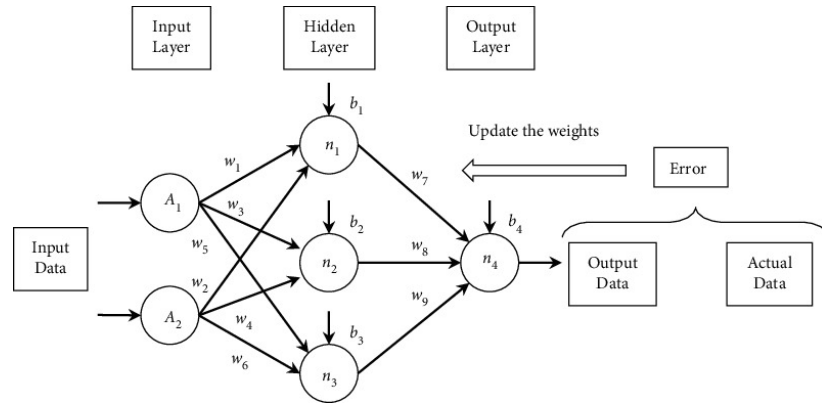 Input
Layer
Hidden
Layer
Output
Layer
b1
n1
Update the weights
Error
w1
w7
A1
w3
b2
b4
Input
Data
w5
n2
w8
n4
Output
Data
Actual
Data
w2
w9
A2
w4
b3
w6
n3